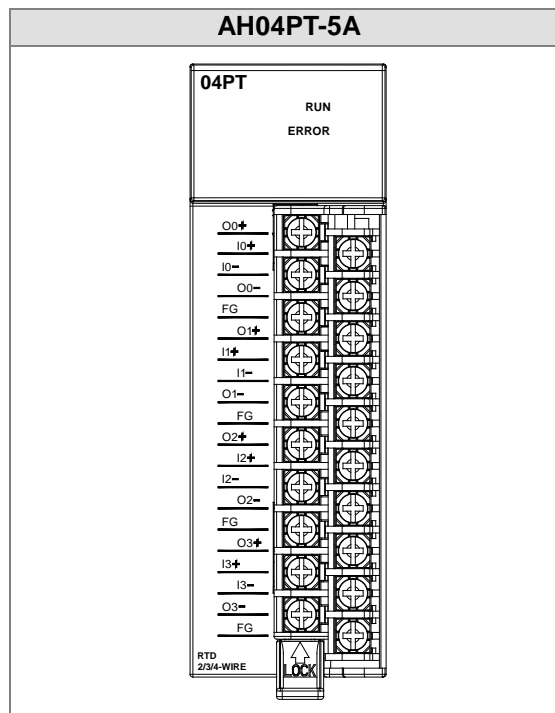 AH04PT-5A
04PT
RUN
ERROR
O0+
I0+
I0-
O0-
FG
O1+
I1+
I1-
O1-
FG
O2+
I2+
I2-
O2-
FG
O3+
I3+
I3-
O3-
FG
RTD
2/3/4-WIRE
LOCK